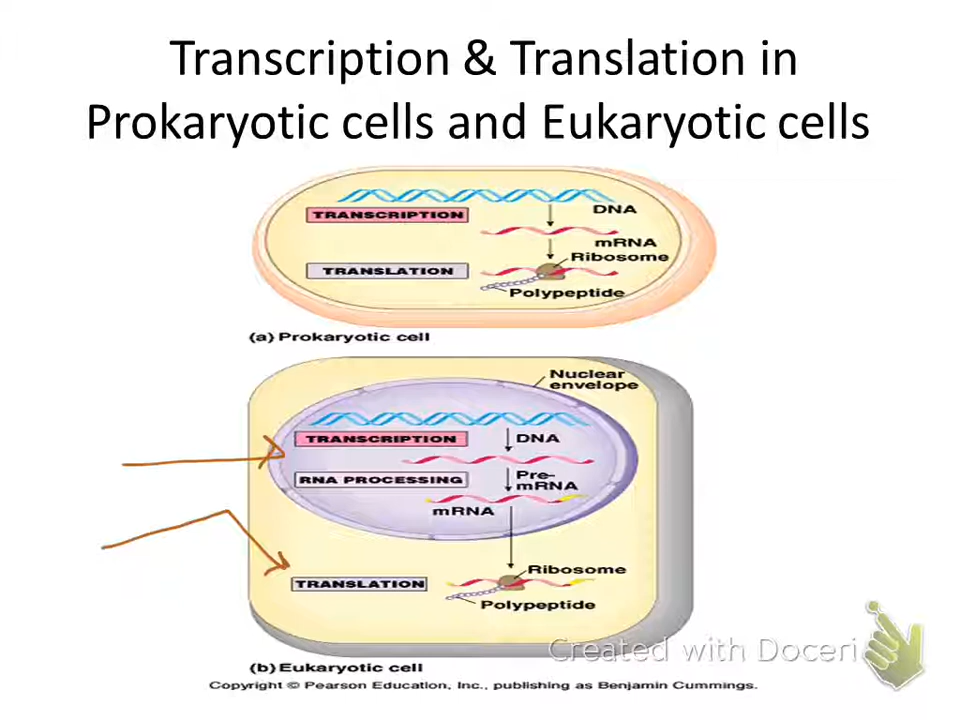 Transcription & Translation in
Prokaryotic cells and Eukaryotic cells
DNA
TRANSCRIPTION
mRNA
Ribosome
TRANSLATION
Polypeptide
(a) Prokaryotic cell
Nuclear
envelope
TRANSCRIPTION
DNA
RNA PROCESSING
Pre-
mRNA
mRNA
Ribosome
TRANSLATION
Polypeptide
Created with Doceri
(b) Eukaryotic cell
Copyright © Pearson Education, Inc., publishing as Benjamin Cummings.